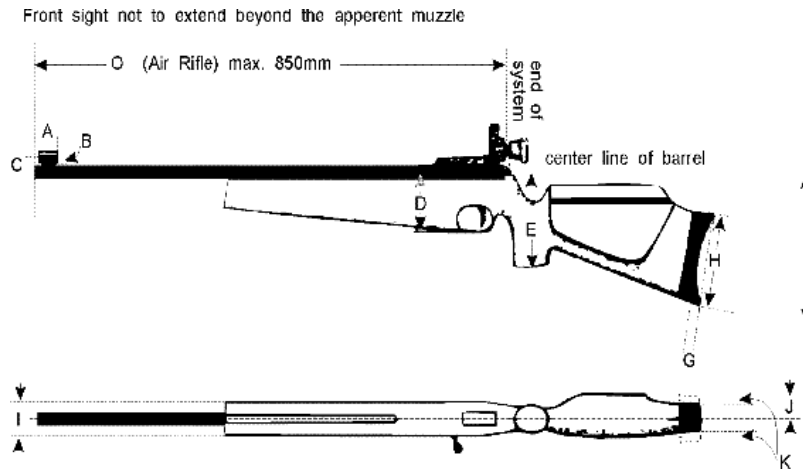 Front sight not to extend beyond the apperent muzzle
O (Air Rifle) max. 850mm
end of
system
A
B
C
center line of barrel
D
E
H
G
I
J
K